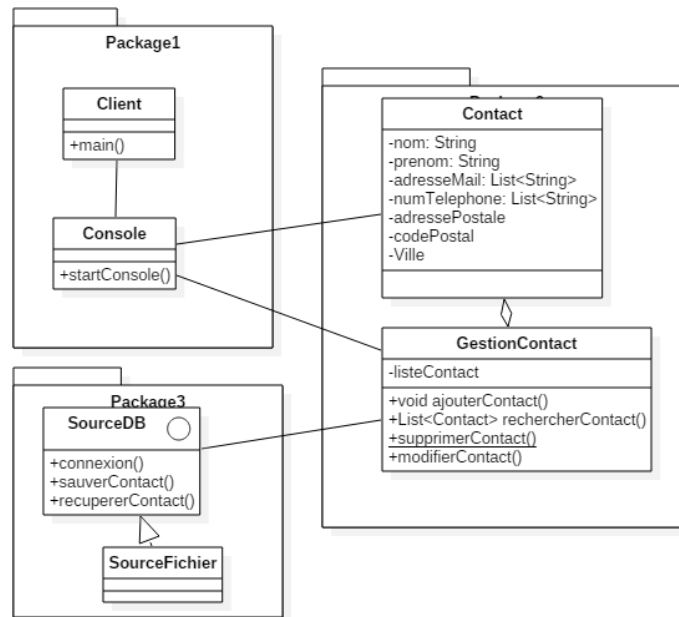 Package1
Client
+main()
Console
+startConsole()
Contact
-nom: String
-prenom: String
-adresseMail: List<String>
-numTelephone: List<String>
-adressePostale
-codePostal
-Ville
GestionContact
-listeContact
+void ajouterContact()
+List<Contact> rechercherContact()
+supprimerContact()
+modifierContact()
Package3
SourceDB
+connexion()
+sauverContact()
+recupererContact()
SourceFichier